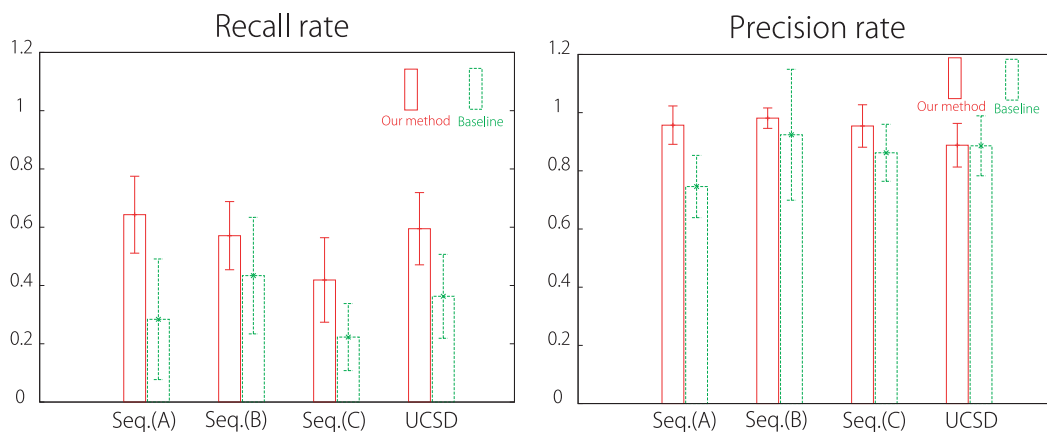 Recall rate
1.2
1
0.8
0.6
0.4
0.2
0
Our method Baseline
Seq.(A) Seq.(B) Seq.(C) UCSD
Precision rate
1.2
1
0.8
0.6
0.4
0.2
0
Our method Baseline
Seq.(A) Seq.(B) Seq.(C) UCSD